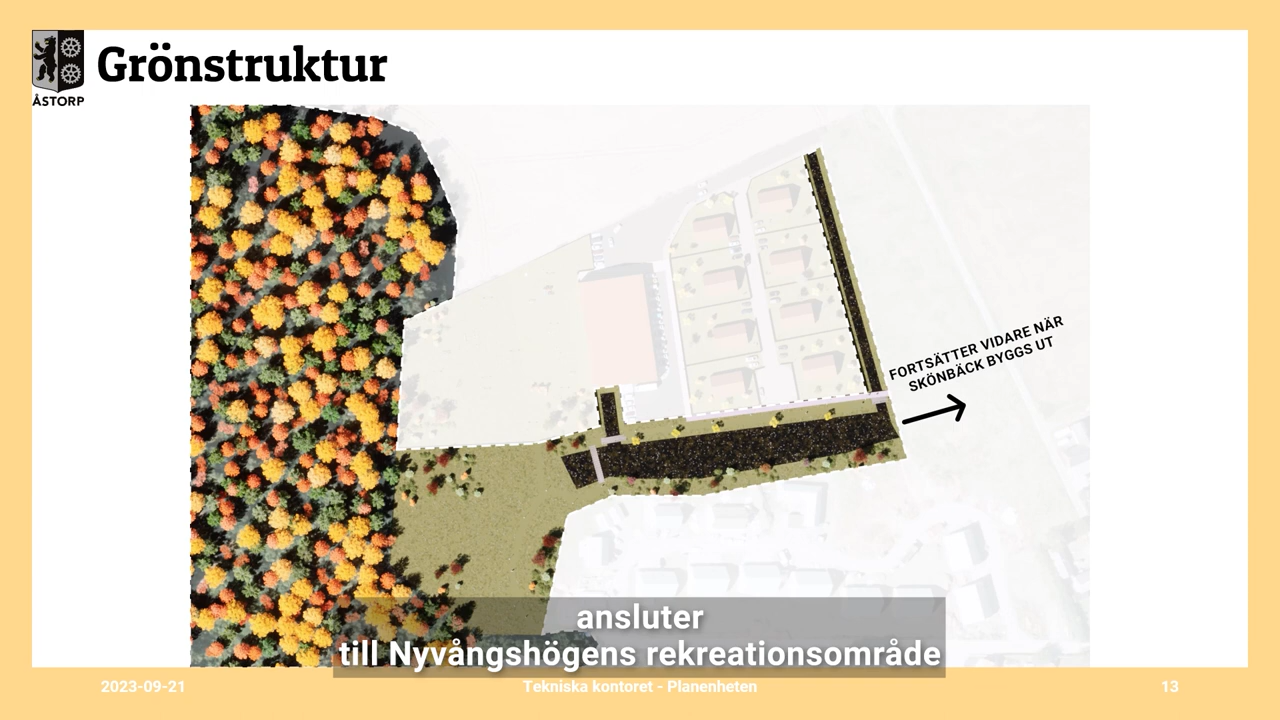 ÅSTORP
Grönstruktur
FORTSÄTTER VIDARE NÄR
SKÖNBÄCK BYGGS UT
ansluter
till Nyvångshögens rekreationsområde
2023-09-21
Tekniska kontoret - Planenheten
13